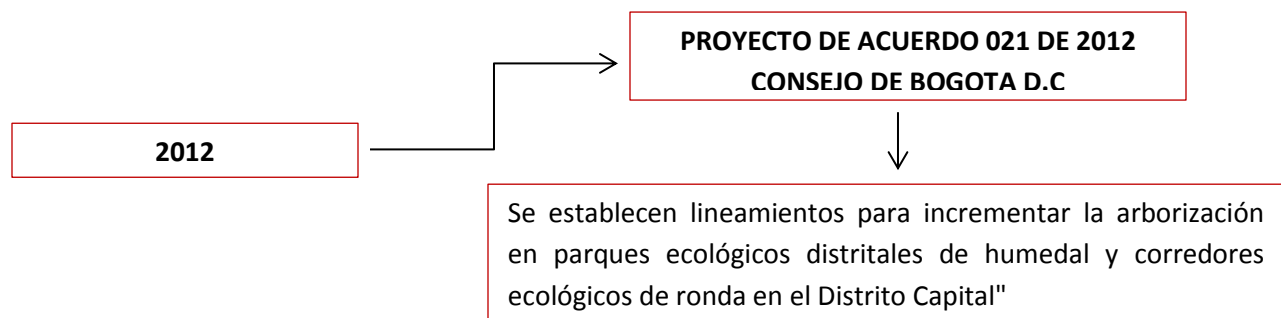 PROYECTO DE ACUERDO 021 DE 2012
CONSEJO DE BOGOTA D.C
2012
Se establecen lineamientos para incrementar la arborización
en parques ecológicos distritales de humedal y corredores
ecológicos de ronda en el Distrito Capital"